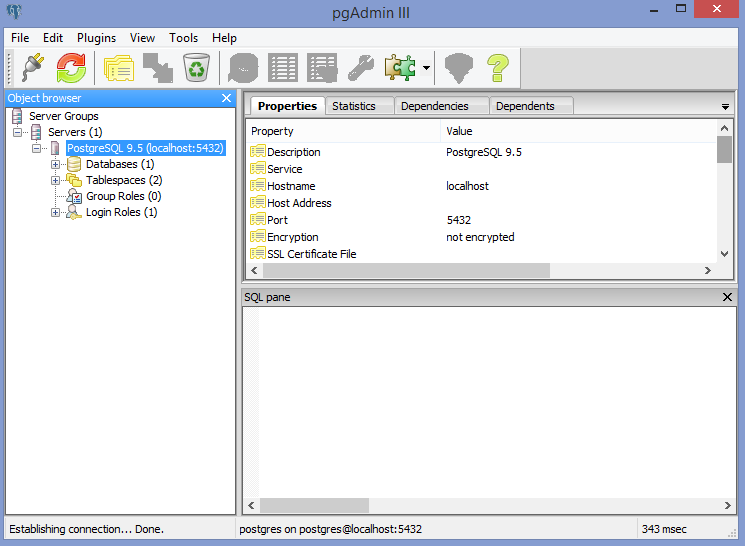 pgAdmin III
File Edit Plugins View Tools Help
Object browser
Server Groups
Servers (1)
PostgreSQL 9.5 (localhost:5432)
Databases (1)
Tablespaces (2)
Group Roles (0)
Login Roles (1)
Properties Statistics Dependencies Dependents
Property Value
Description PostgreSQL 9.5
Service
Hostname localhost
Host Address
Port 5432
Encryption not encrypted
SSL Certificate File
SQL pane
Establishing connection... Done. postgres on postgres@localhost:5432 343 msec